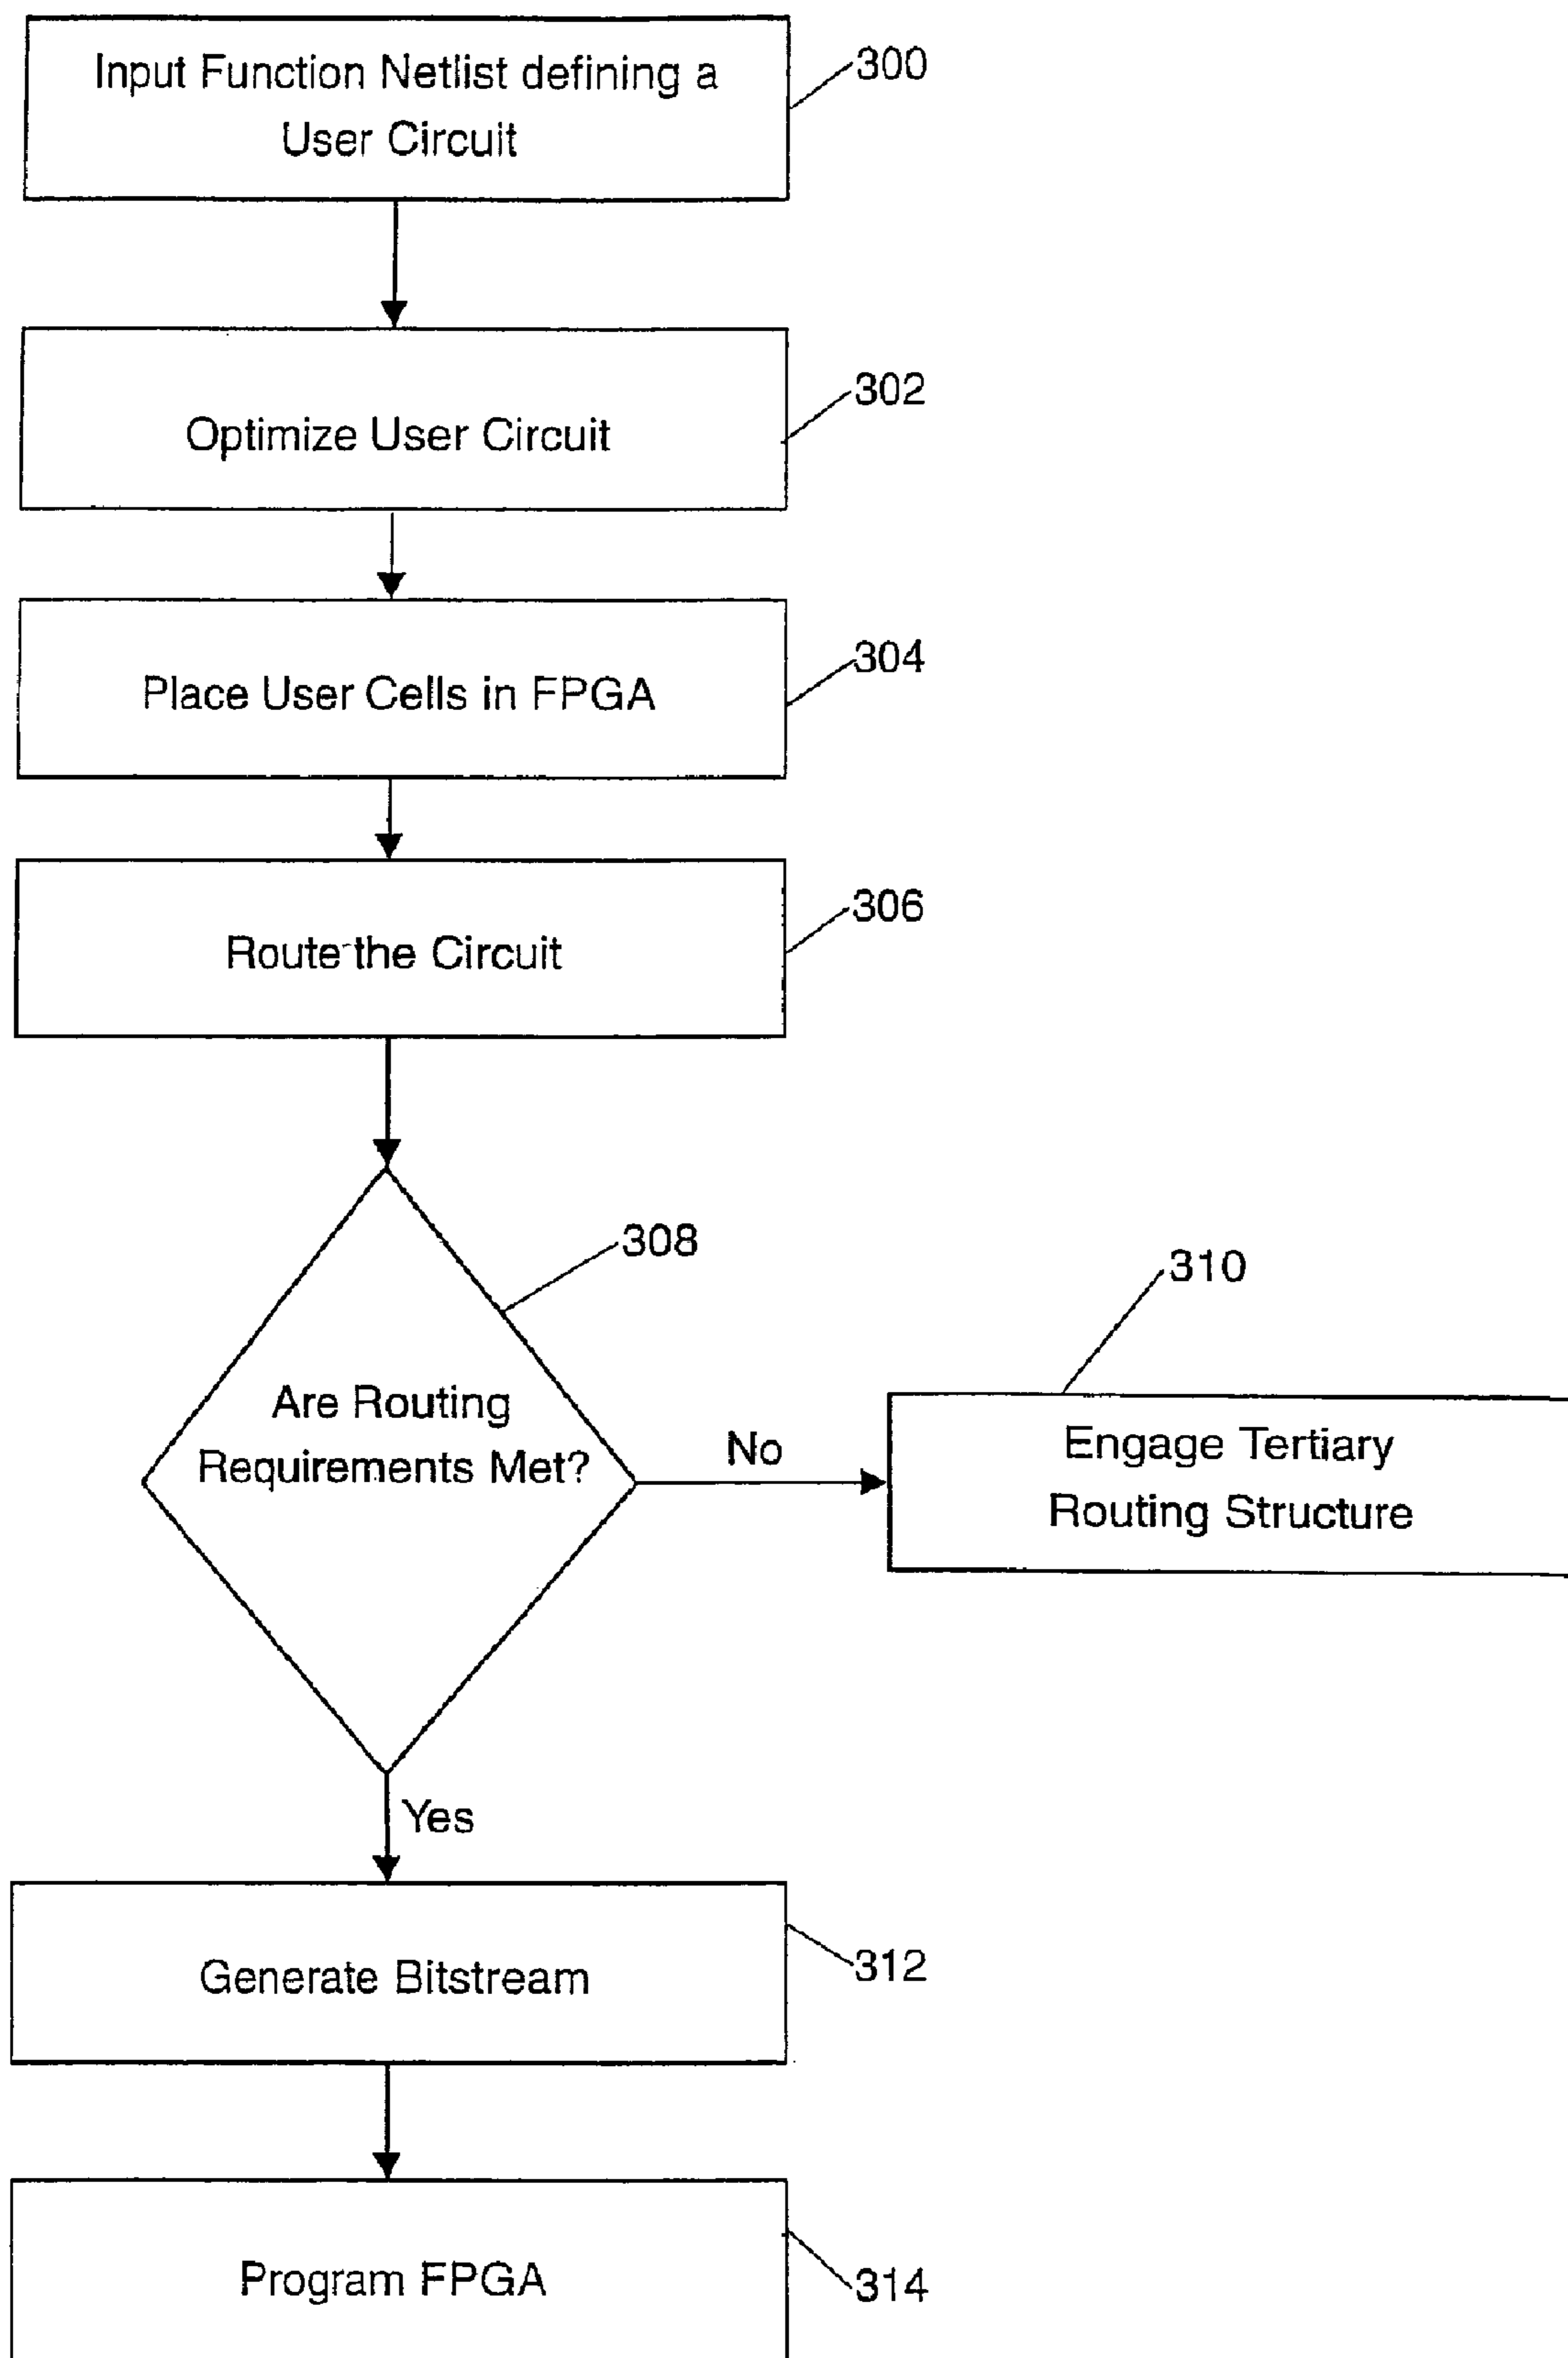 Input Function Netlist defining a
User Circuit
300
Optimize User Circuit
302
Place User Cells in FPGA
304
Route the Circuit
306
308
Are Routing
Requirements Met?
No
310
Engage Tertiary
Routing Structure
Yes
Generate Bitstream
312
Program FPGA
314